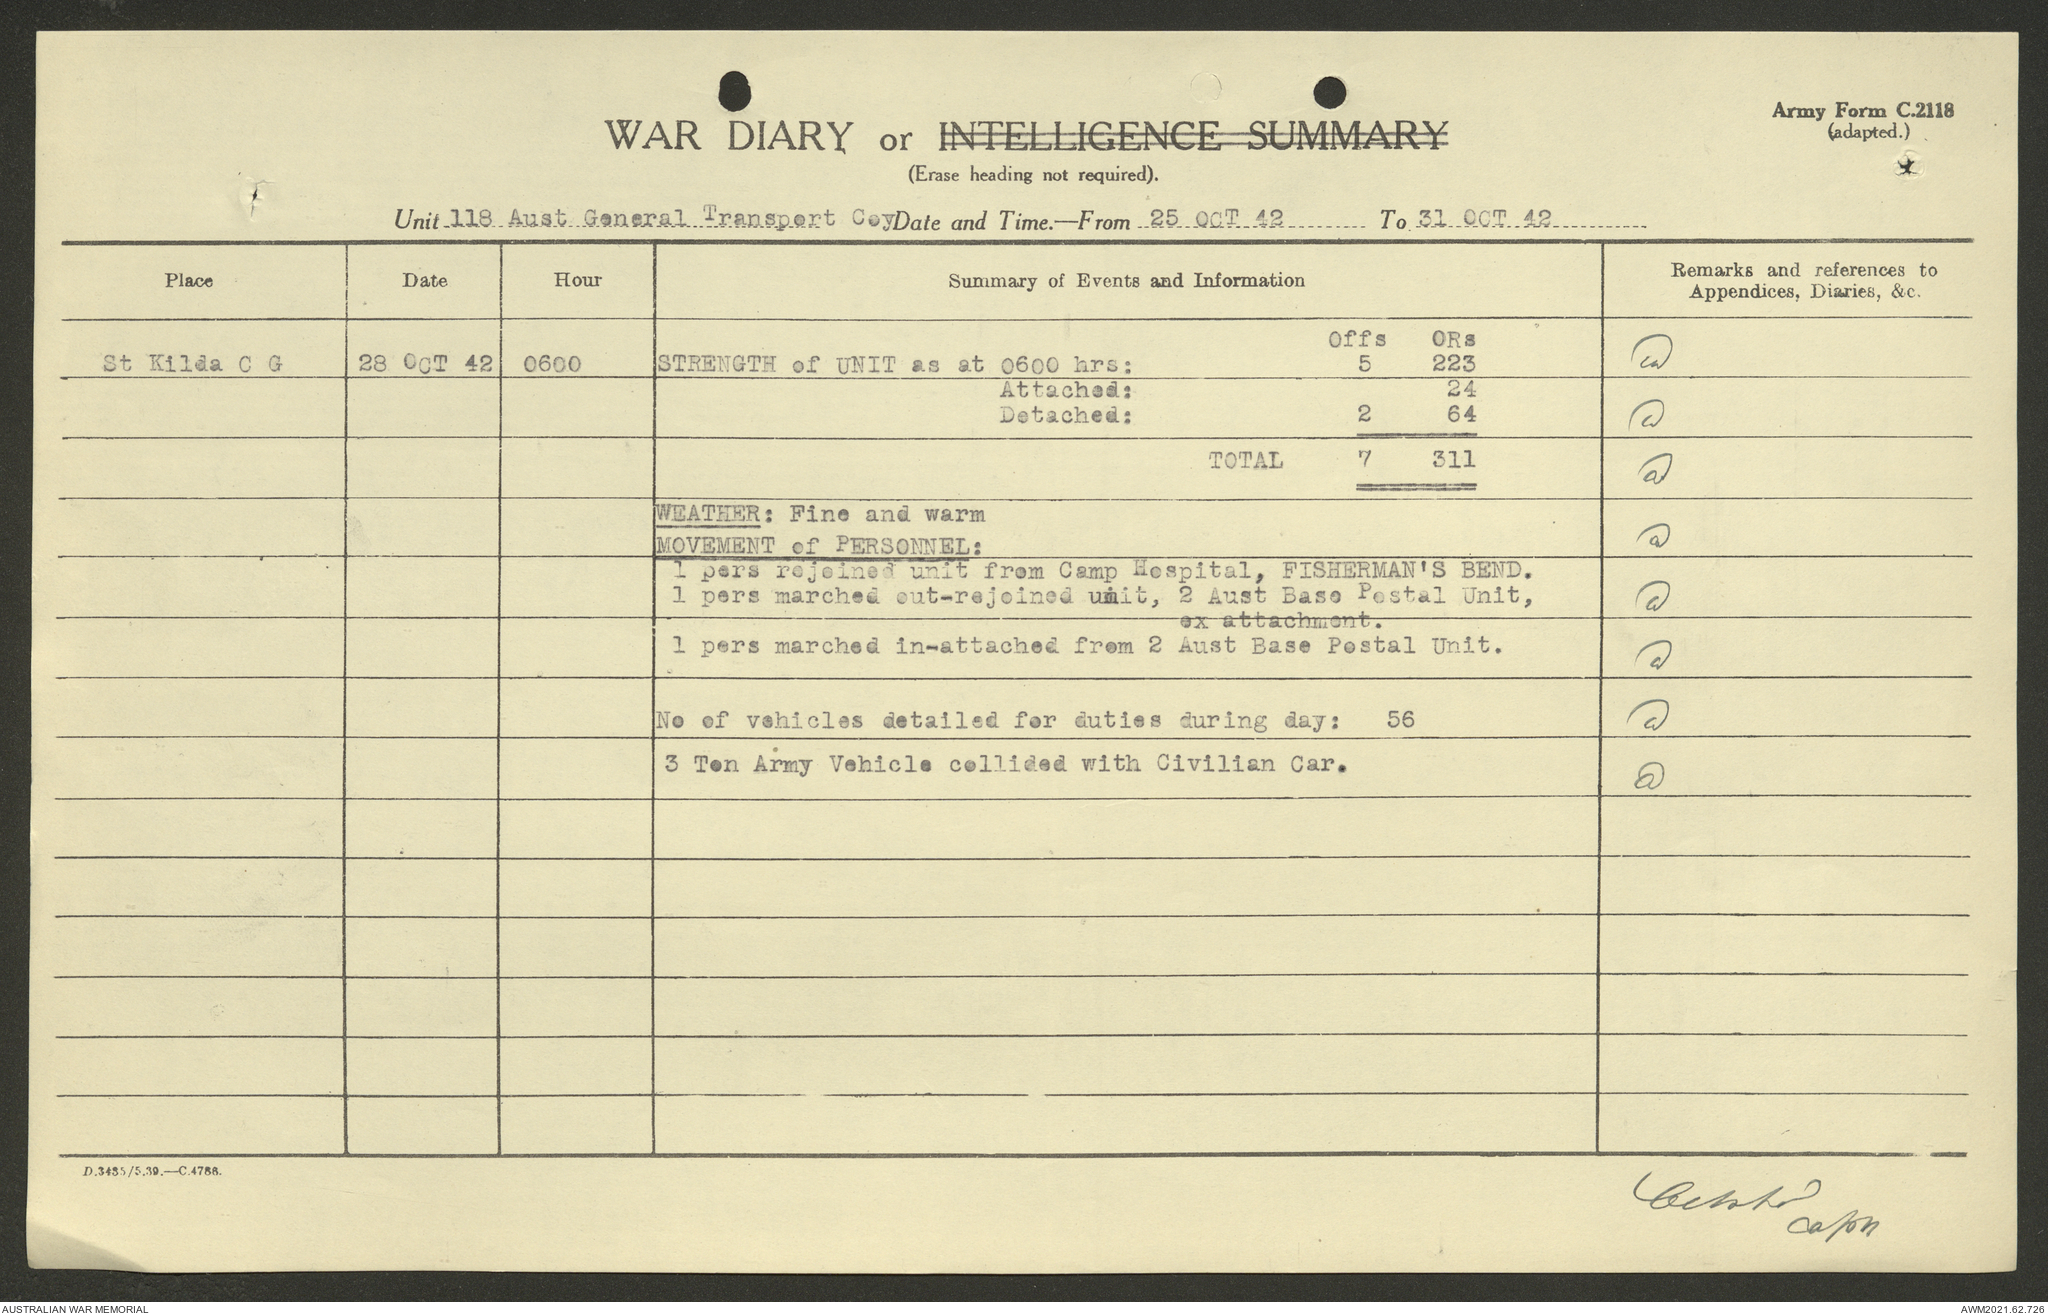 Army Form C.2118
(adapted.)
WAR DIARY or INTELLIGENCE SUMMARY
(Erase heading not required).
Unit 118 Aust General Transport Coy Date and Time.—From 25 OCT 42 To 31 OCT 42
Place Date Hour Summary of Events and Information Remarks and references to
Appendices, Diaries, &c.
Offs ORs
St Kilda C G 28 OCT 42 0600 STRENGTH of UNIT as at 0600 hrs: 5 223
Attached: 24
Detached: 2 64
TOTAL 7 311
WEATHER: Fine and warm
MOVEMENT of PERSONNEL:
1 pers rejoined unit from Camp Hospital, FISHERMAN'S BEND.
1 pers marched out-rejoined unit, 2 Aust Base Postal Unit,
ex attachment.
1 pers marched in-attached from 2 Aust Base Postal Unit.
No of vehicles detailed for duties during day: 56
3 Ton Army Vehicle collided with Civilian Car.
D.3435/5.39.—C.4786.
Capt
AUSTRALIAN WAR MEMORIAL
AWM2021.62.726